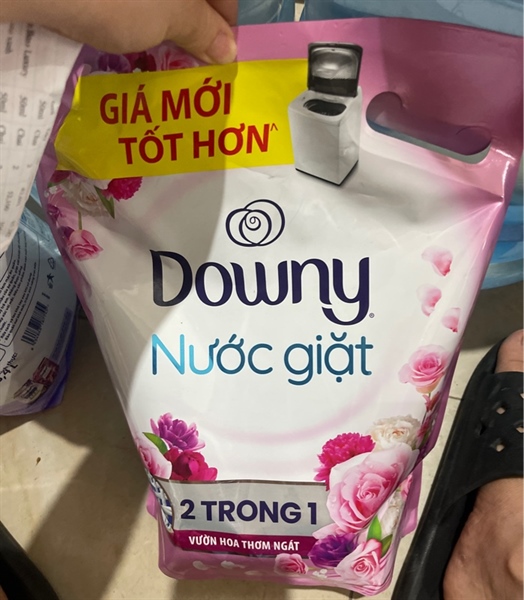 GIÁ MỚI
TỐT HƠN^
Downy®
Nước giặt
2 TRONG 1
VƯỜN HOA THƠM NGÁT